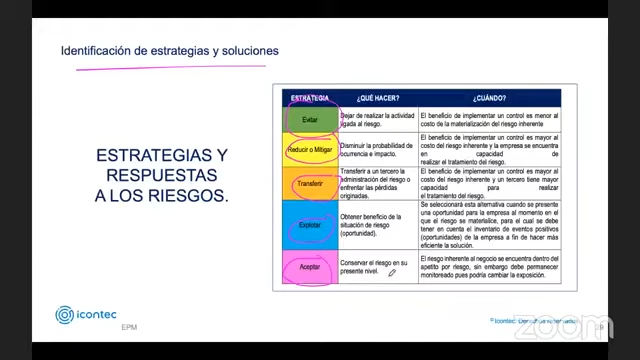 Identificación de estrategias y soluciones
ESTRATEGIAS Y
RESPUESTAS
A LOS RIESGOS.
ESTRATEGIA ¿QUÉ HACER? ¿CUÁNDO?
Evitar
Dejar de realizar la actividad
ligada al riesgo.
El beneficio de implementar un control es menor al
costo de la materialización del riesgo inherente
Reducir o Mitigar
Disminuir la probabilidad de
ocurrencia e impacto.
El beneficio de implementar un control es mayor al
costo del riesgo inherente y la empresa se encuentra
en capacidad de
realizar el tratamiento del riesgo.
Transferir
Transferir a un tercero la
administración del riesgo o
enfrentar las pérdidas
originadas.
El beneficio de implementar un control es mayor al
costo del riesgo inherente y un tercero tiene mayor
capacidad para realizar
el tratamiento del riesgo.
Explotar
Obtener beneficio de la
situación de riesgo
(oportunidad).
Se seleccionará esta alternativa cuando se presente
una oportunidad para la empresa al momento en el
que el riesgo se materialice, para el cual se debe
tener en cuenta el inventario de eventos positivos
(oportunidades) de la empresa a fin de hacer más
eficiente la solución.
Aceptar
Conservar el riesgo en su
presente nivel.
El riesgo inherente al negocio se encuentra dentro del
apetito por riesgo, sin embargo debe permanecer
monitoreado pues podría cambiar la exposición.
icontec
EPM
© Icontec. Derechos reservados
zoom